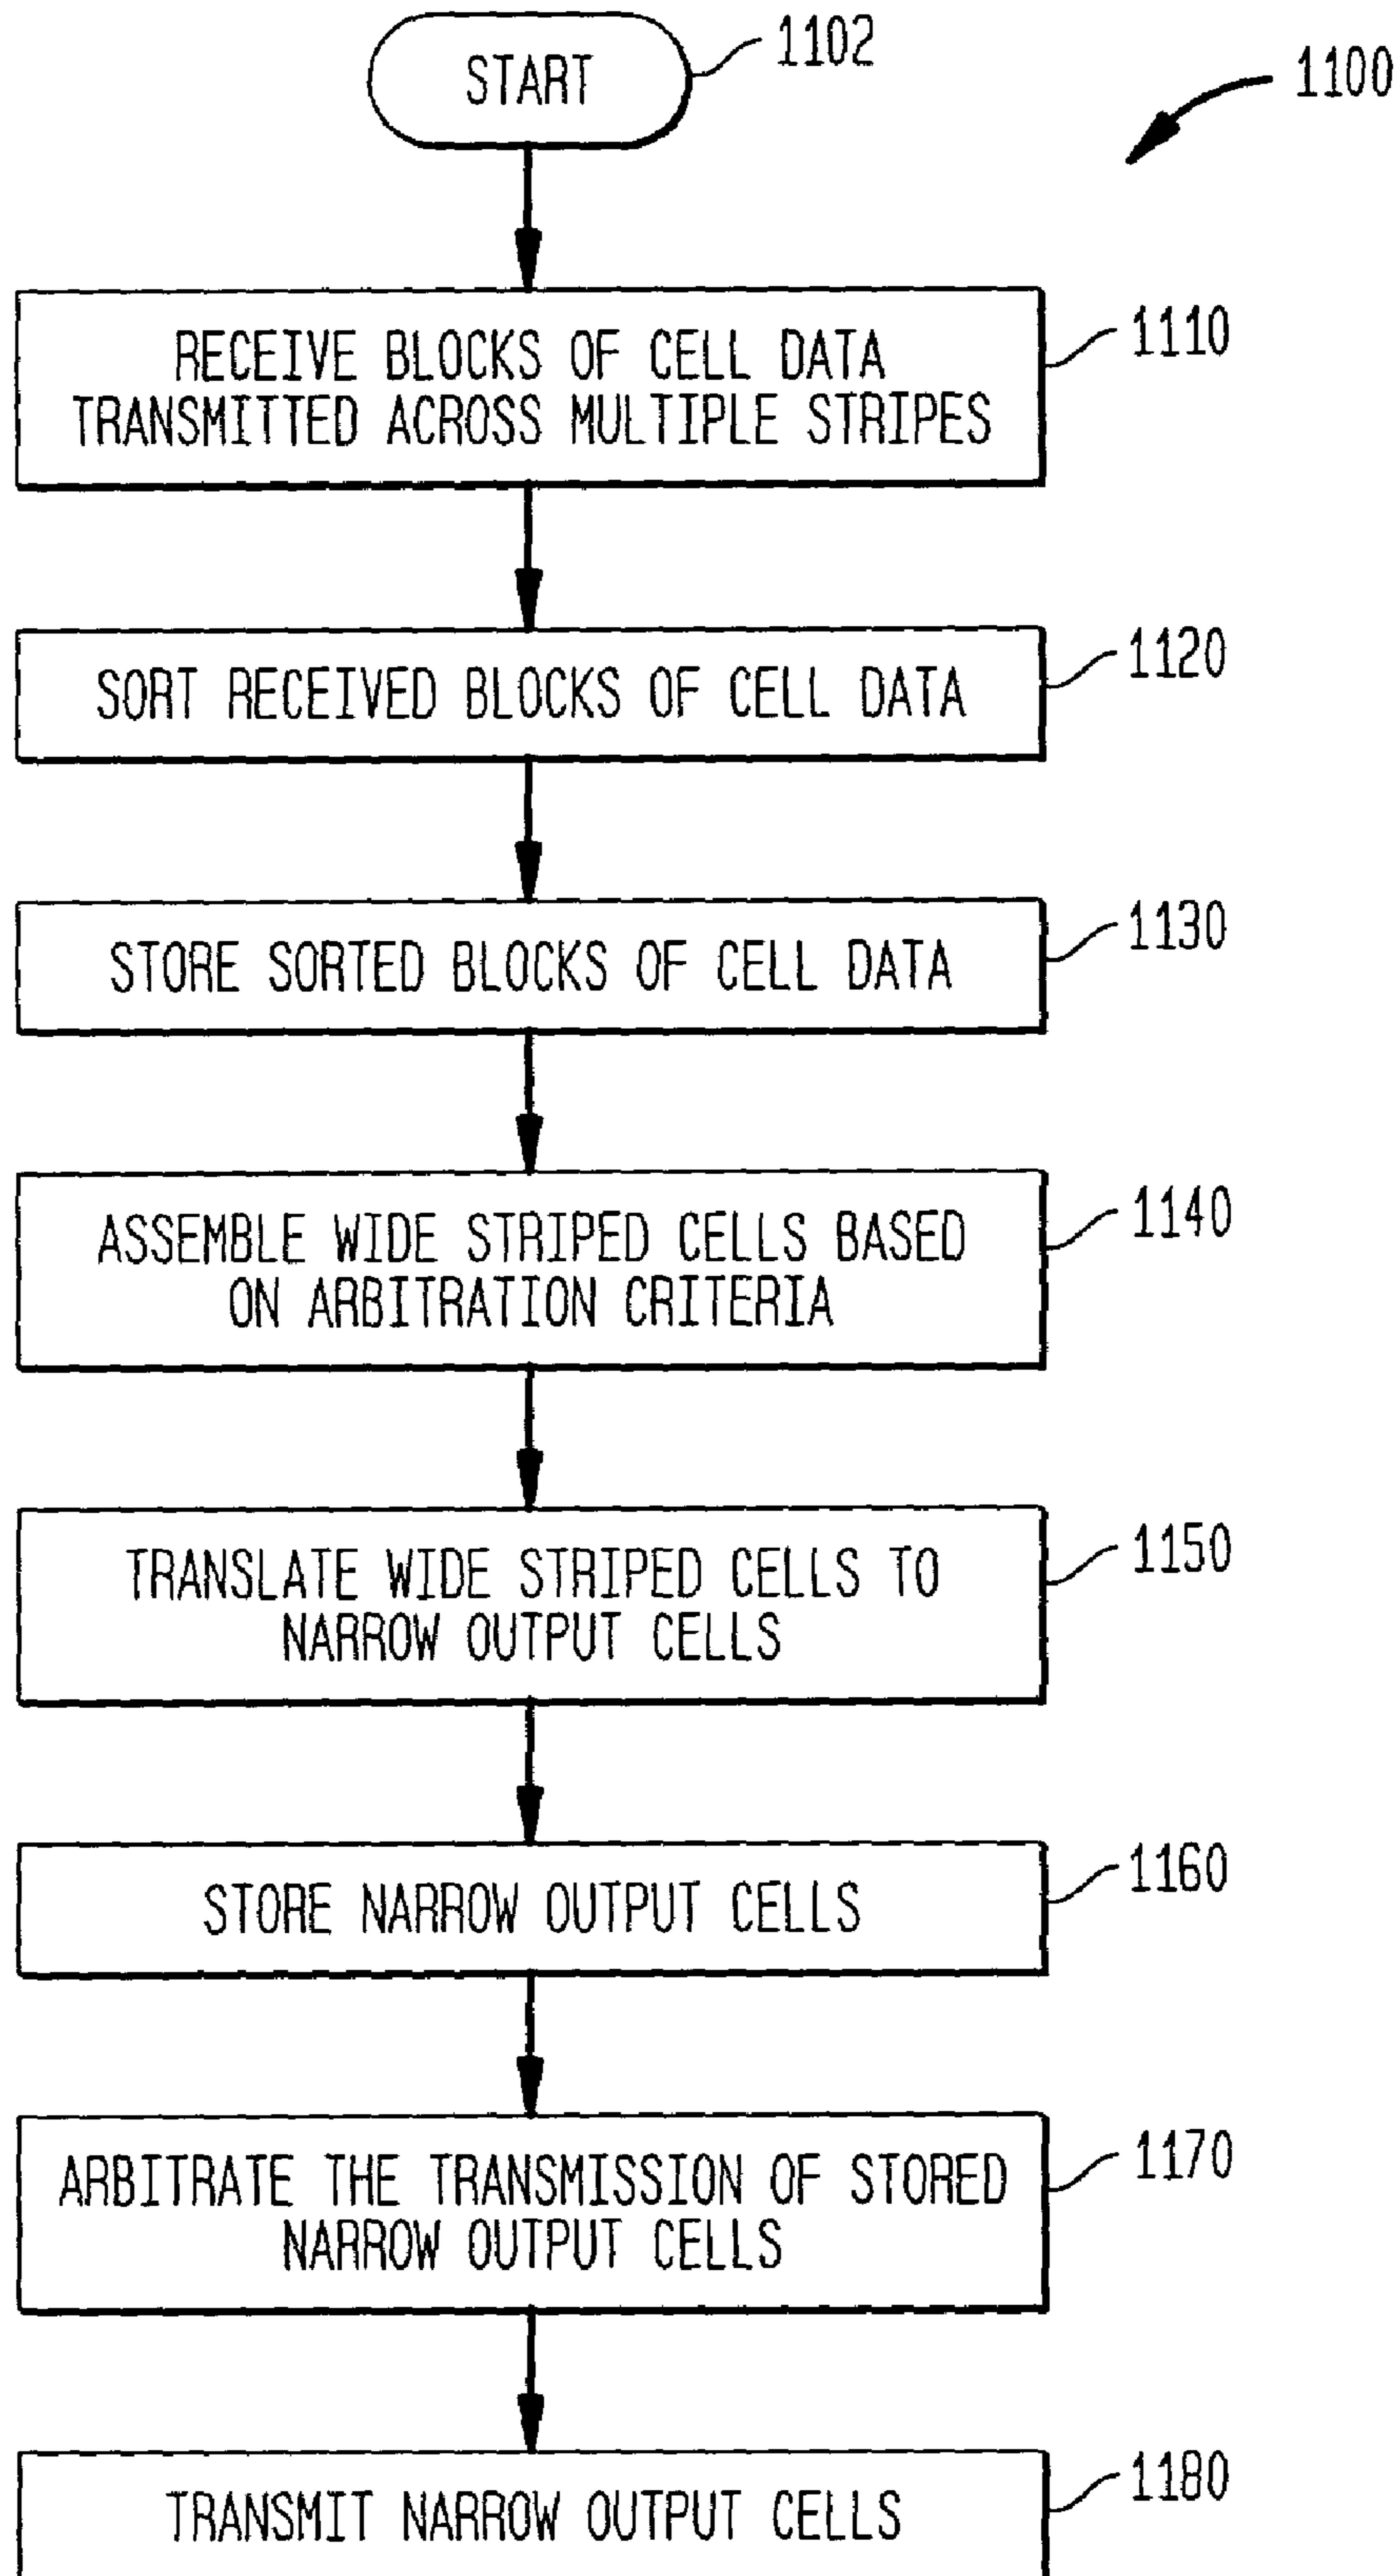 START
1102
1100
RECEIVE BLOCKS OF CELL DATA
TRANSMITTED ACROSS MULTIPLE STRIPES
1110
SORT RECEIVED BLOCKS OF CELL DATA
1120
STORE SORTED BLOCKS OF CELL DATA
1130
ASSEMBLE WIDE STRIPED CELLS BASED
ON ARBITRATION CRITERIA
1140
TRANSLATE WIDE STRIPED CELLS TO
NARROW OUTPUT CELLS
1150
STORE NARROW OUTPUT CELLS
1160
ARBITRATE THE TRANSMISSION OF STORED
NARROW OUTPUT CELLS
1170
TRANSMIT NARROW OUTPUT CELLS
1180